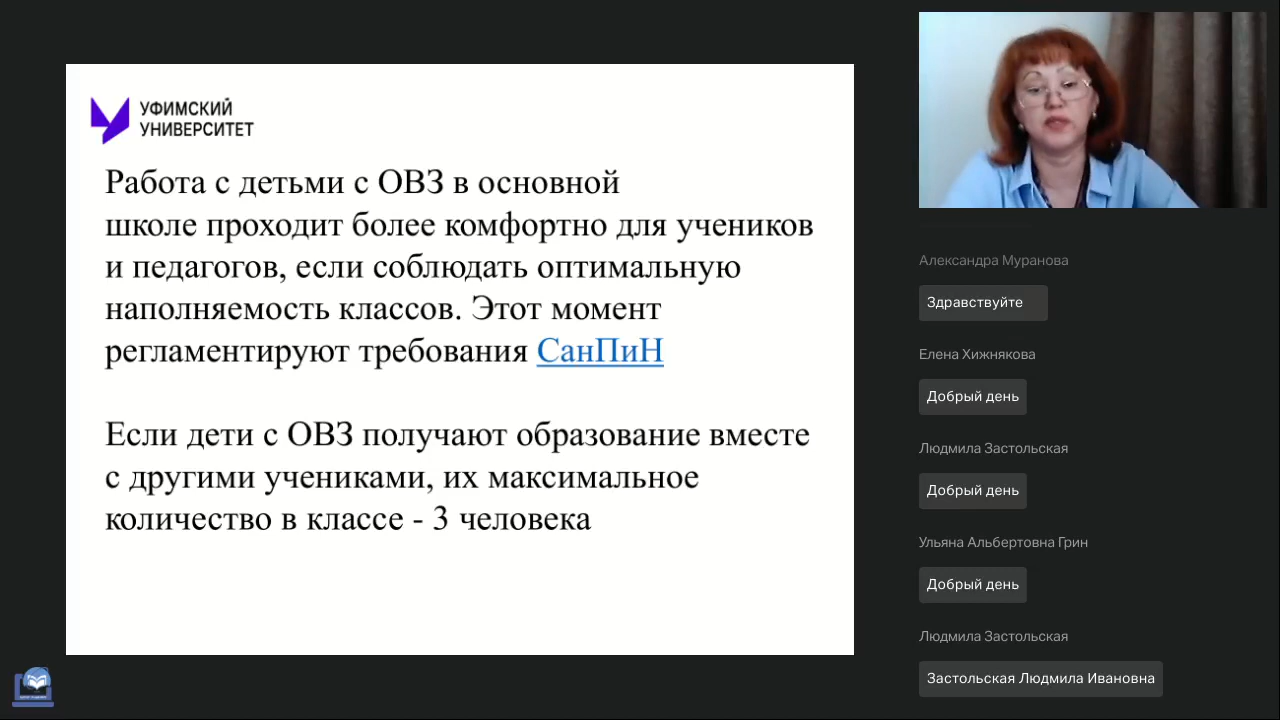 УФИМСКИЙ
УНИВЕРСИТЕТ
Работа с детьми с ОВЗ в основной
школе проходит более комфортно для учеников
и педагогов, если соблюдать оптимальную
наполняемость классов. Этот момент
регламентируют требования СанПиН
Если дети с ОВЗ получают образование вместе
с другими учениками, их максимальное
количество в классе - 3 человека
Александра Муранова
Здравствуйте
Елена Хижнякова
Добрый день
Людмила Застольская
Добрый день
Ульяна Альбертовна Грин
Добрый день
Людмила Застольская
Застольская Людмила Ивановна